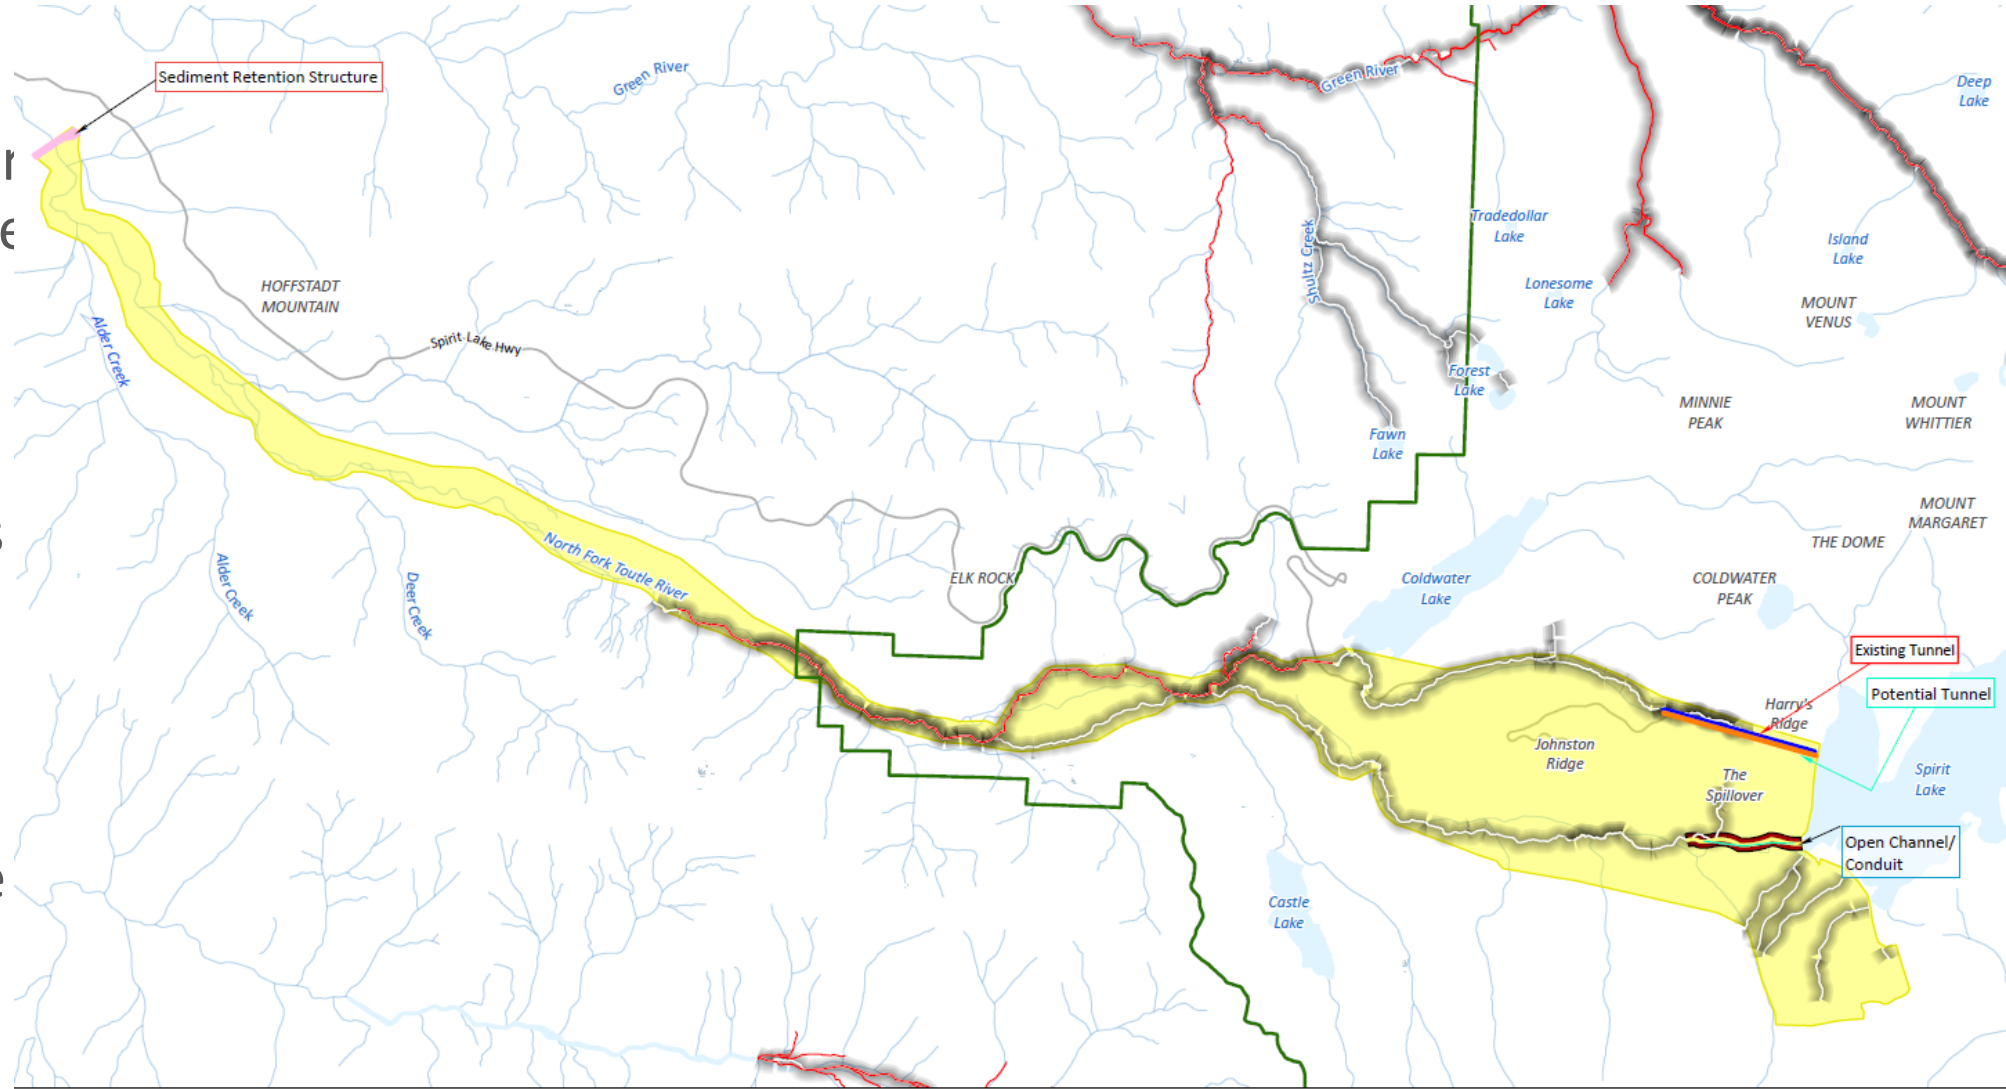 Sediment Retention Structure
Green River
Green River
Deep
Lake
Tradedollar
Lake
Island
Lake
Shultz Creek
HOFFSTADT
MOUNTAIN
Lonesome
Lake
MOUNT
VENUS
Alder Creek
Spirit Lake Hwy
Forest
Lake
MINNIE
PEAK
MOUNT
WHITTIER
Fawn
Lake
MOUNT
MARGARET
THE DOME
North Fork Toutle River
ELK ROCK
Coldwater
Lake
COLDWATER
PEAK
Alder Creek
Deer Creek
Existing Tunnel
Potential Tunnel
Harry's
Ridge
Johnston
Ridge
The
Spillover
Spirit
Lake
Open Channel/
Conduit
Castle
Lake